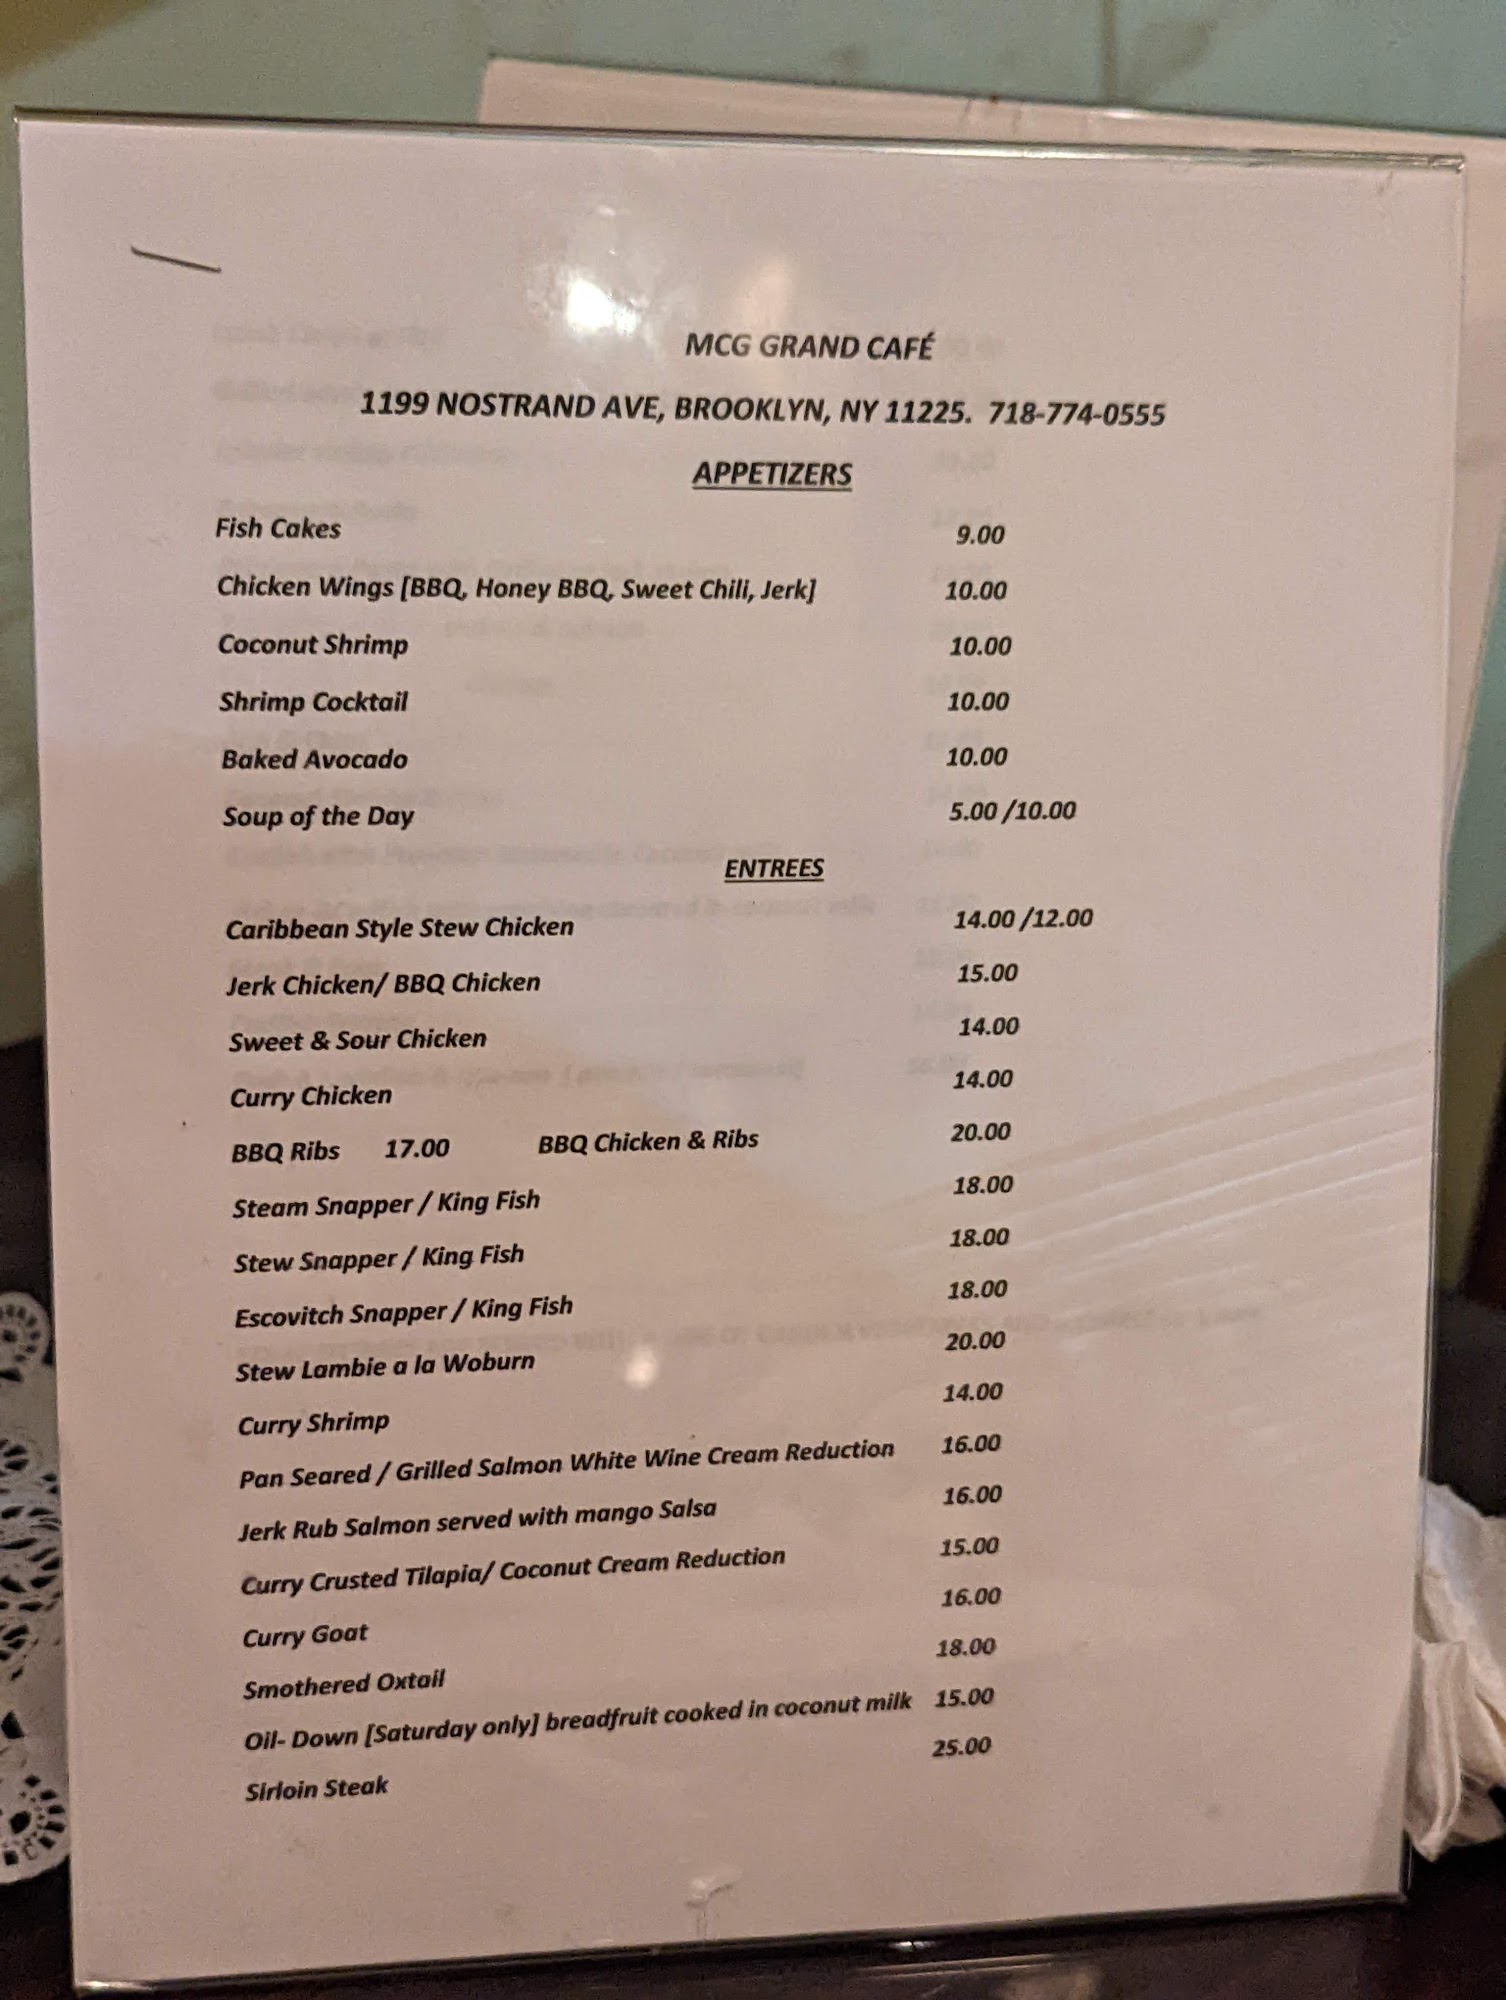 MCG GRAND CAFÉ
1199 NOSTRAND AVE, BROOKLYN, NY 11225. 718-774-0555
APPETIZERS
Fish Cakes 9.00
Chicken Wings [BBQ, Honey BBQ, Sweet Chili, Jerk] 10.00
Coconut Shrimp 10.00
Shrimp Cocktail 10.00
Baked Avocado 10.00
Soup of the Day 5.00 /10.00
ENTREES
Caribbean Style Stew Chicken 14.00 /12.00
Jerk Chicken/ BBQ Chicken 15.00
Sweet & Sour Chicken 14.00
Curry Chicken 14.00
BBQ Ribs 17.00 BBQ Chicken & Ribs 20.00
Steam Snapper / King Fish 18.00
Stew Snapper / King Fish 18.00
Escovitch Snapper / King Fish 18.00
Stew Lambie a la Woburn 20.00
Curry Shrimp 14.00
Pan Seared / Grilled Salmon White Wine Cream Reduction 16.00
Jerk Rub Salmon served with mango Salsa 16.00
Curry Crusted Tilapia/ Coconut Cream Reduction 15.00
Curry Goat 16.00
Smothered Oxtail 18.00
Oil- Down [Saturday only] breadfruit cooked in coconut milk 15.00
Sirloin Steak 25.00